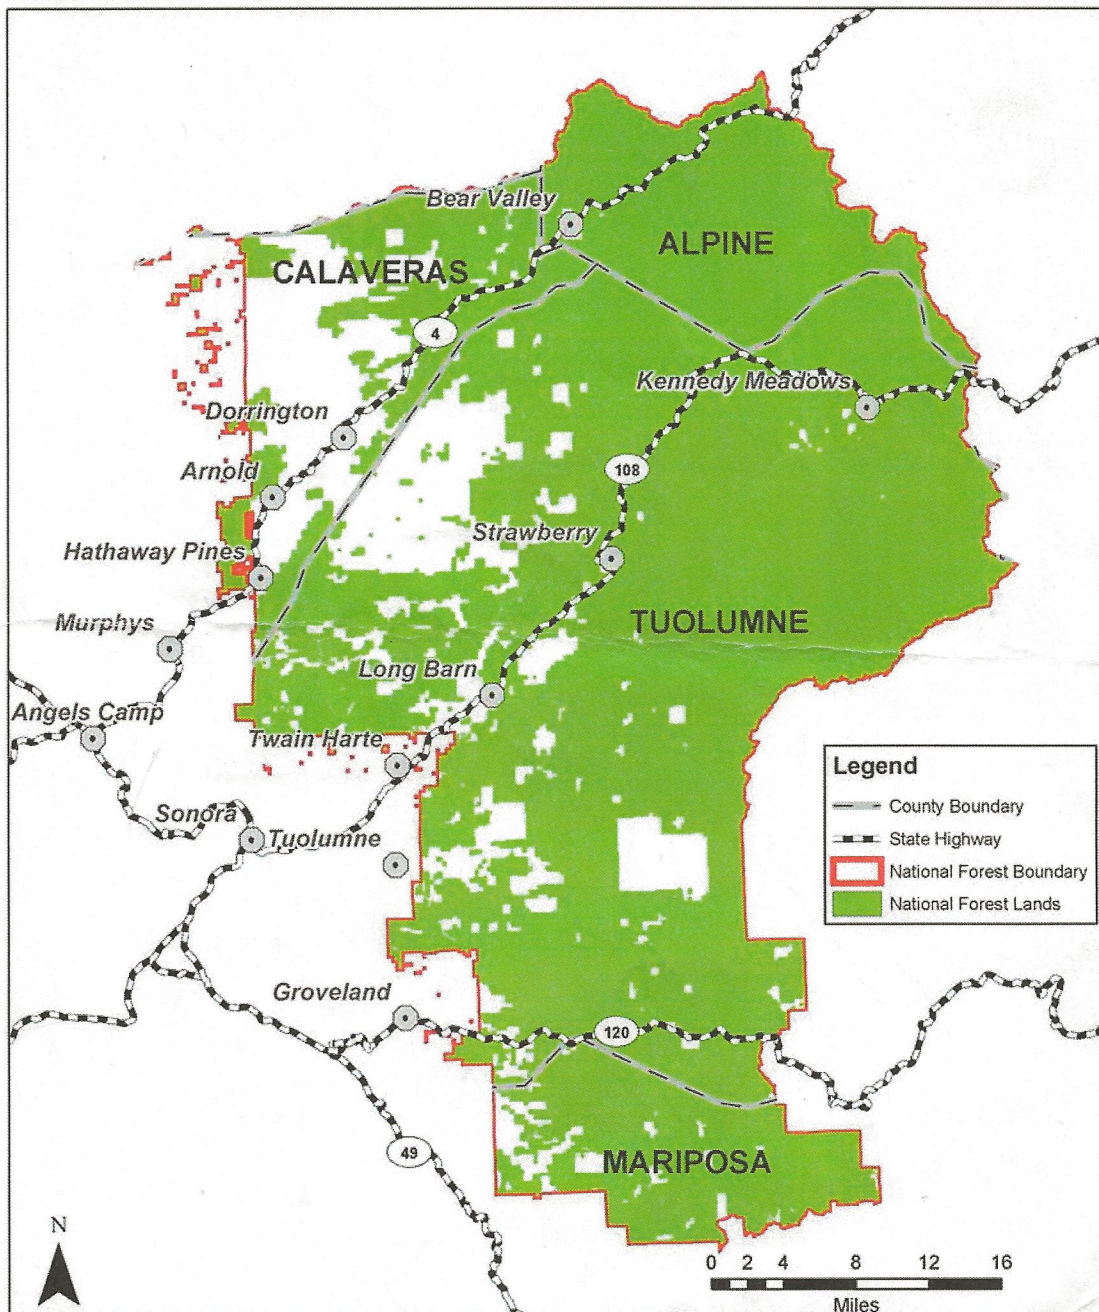 Bear Valley
ALPINE
CALAVERAS
4
Kennedy Meadows
Dorrington
Arnold
108
Strawberry
Hathaway Pines
Murphys
TUOLUMNE
Long Barn
Angels Camp
Twain Harte
Legend
County Boundary
State Highway
National Forest Boundary
National Forest Lands
Sonora
Tuolumne
Groveland
120
49
MARIPOSA
N
0 2 4 8 12 16
Miles